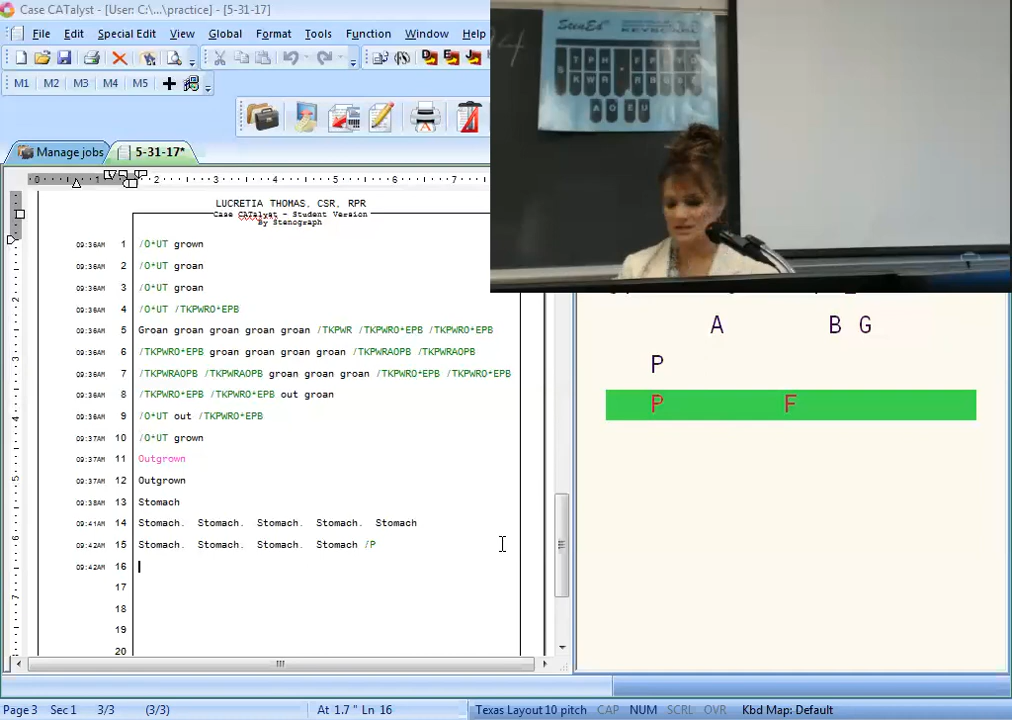 Case CATalyst - [User: C:\...\practice] - [5-31-17]
File Edit Special Edit View Global Format Tools Function Window Help
M1 M2 M3 M4 M5
Manage jobs 5-31-17*
StenEd
KEYBOARD
S T P H * F P L T D
K W R R B G S Z
A O E U
LUCRETIA THOMAS, CSR, RPR
Case CATalyst - Student Version
By Stenograph
09:36AM 1 /O*UT grown
09:36AM 2 /O*UT groan
09:36AM 3 /O*UT groan
09:36AM 4 /O*UT /TKPWRO*EPB
09:36AM 5 Groan groan groan groan groan /TKPWR /TKPWRO*EPB /TKPWRO*EPB
09:36AM 6 /TKPWRO*EPB groan groan groan groan /TKPWRAOPB /TKPWRAOPB
09:36AM 7 /TKPWRAOPB /TKPWRAOPB groan groan groan /TKPWRO*EPB /TKPWRO*EPB
09:36AM 8 /TKPWRO*EPB /TKPWRO*EPB out groan
09:37AM 9 /O*UT out /TKPWRO*EPB
09:37AM 10 /O*UT grown
09:37AM 11 Outgrown
09:37AM 12 Outgrown
09:38AM 13 Stomach
09:41AM 14 Stomach. Stomach. Stomach. Stomach. Stomach
09:42AM 15 Stomach. Stomach. Stomach. Stomach /P
09:42AM 16
17
18
19
20
A B G
P
P F
Page 3 Sec 1 3/3 (3/3) At 1.7" Ln 16 Texas Layout 10 pitch CAP NUM SCRL OVR Kbd Map: Default